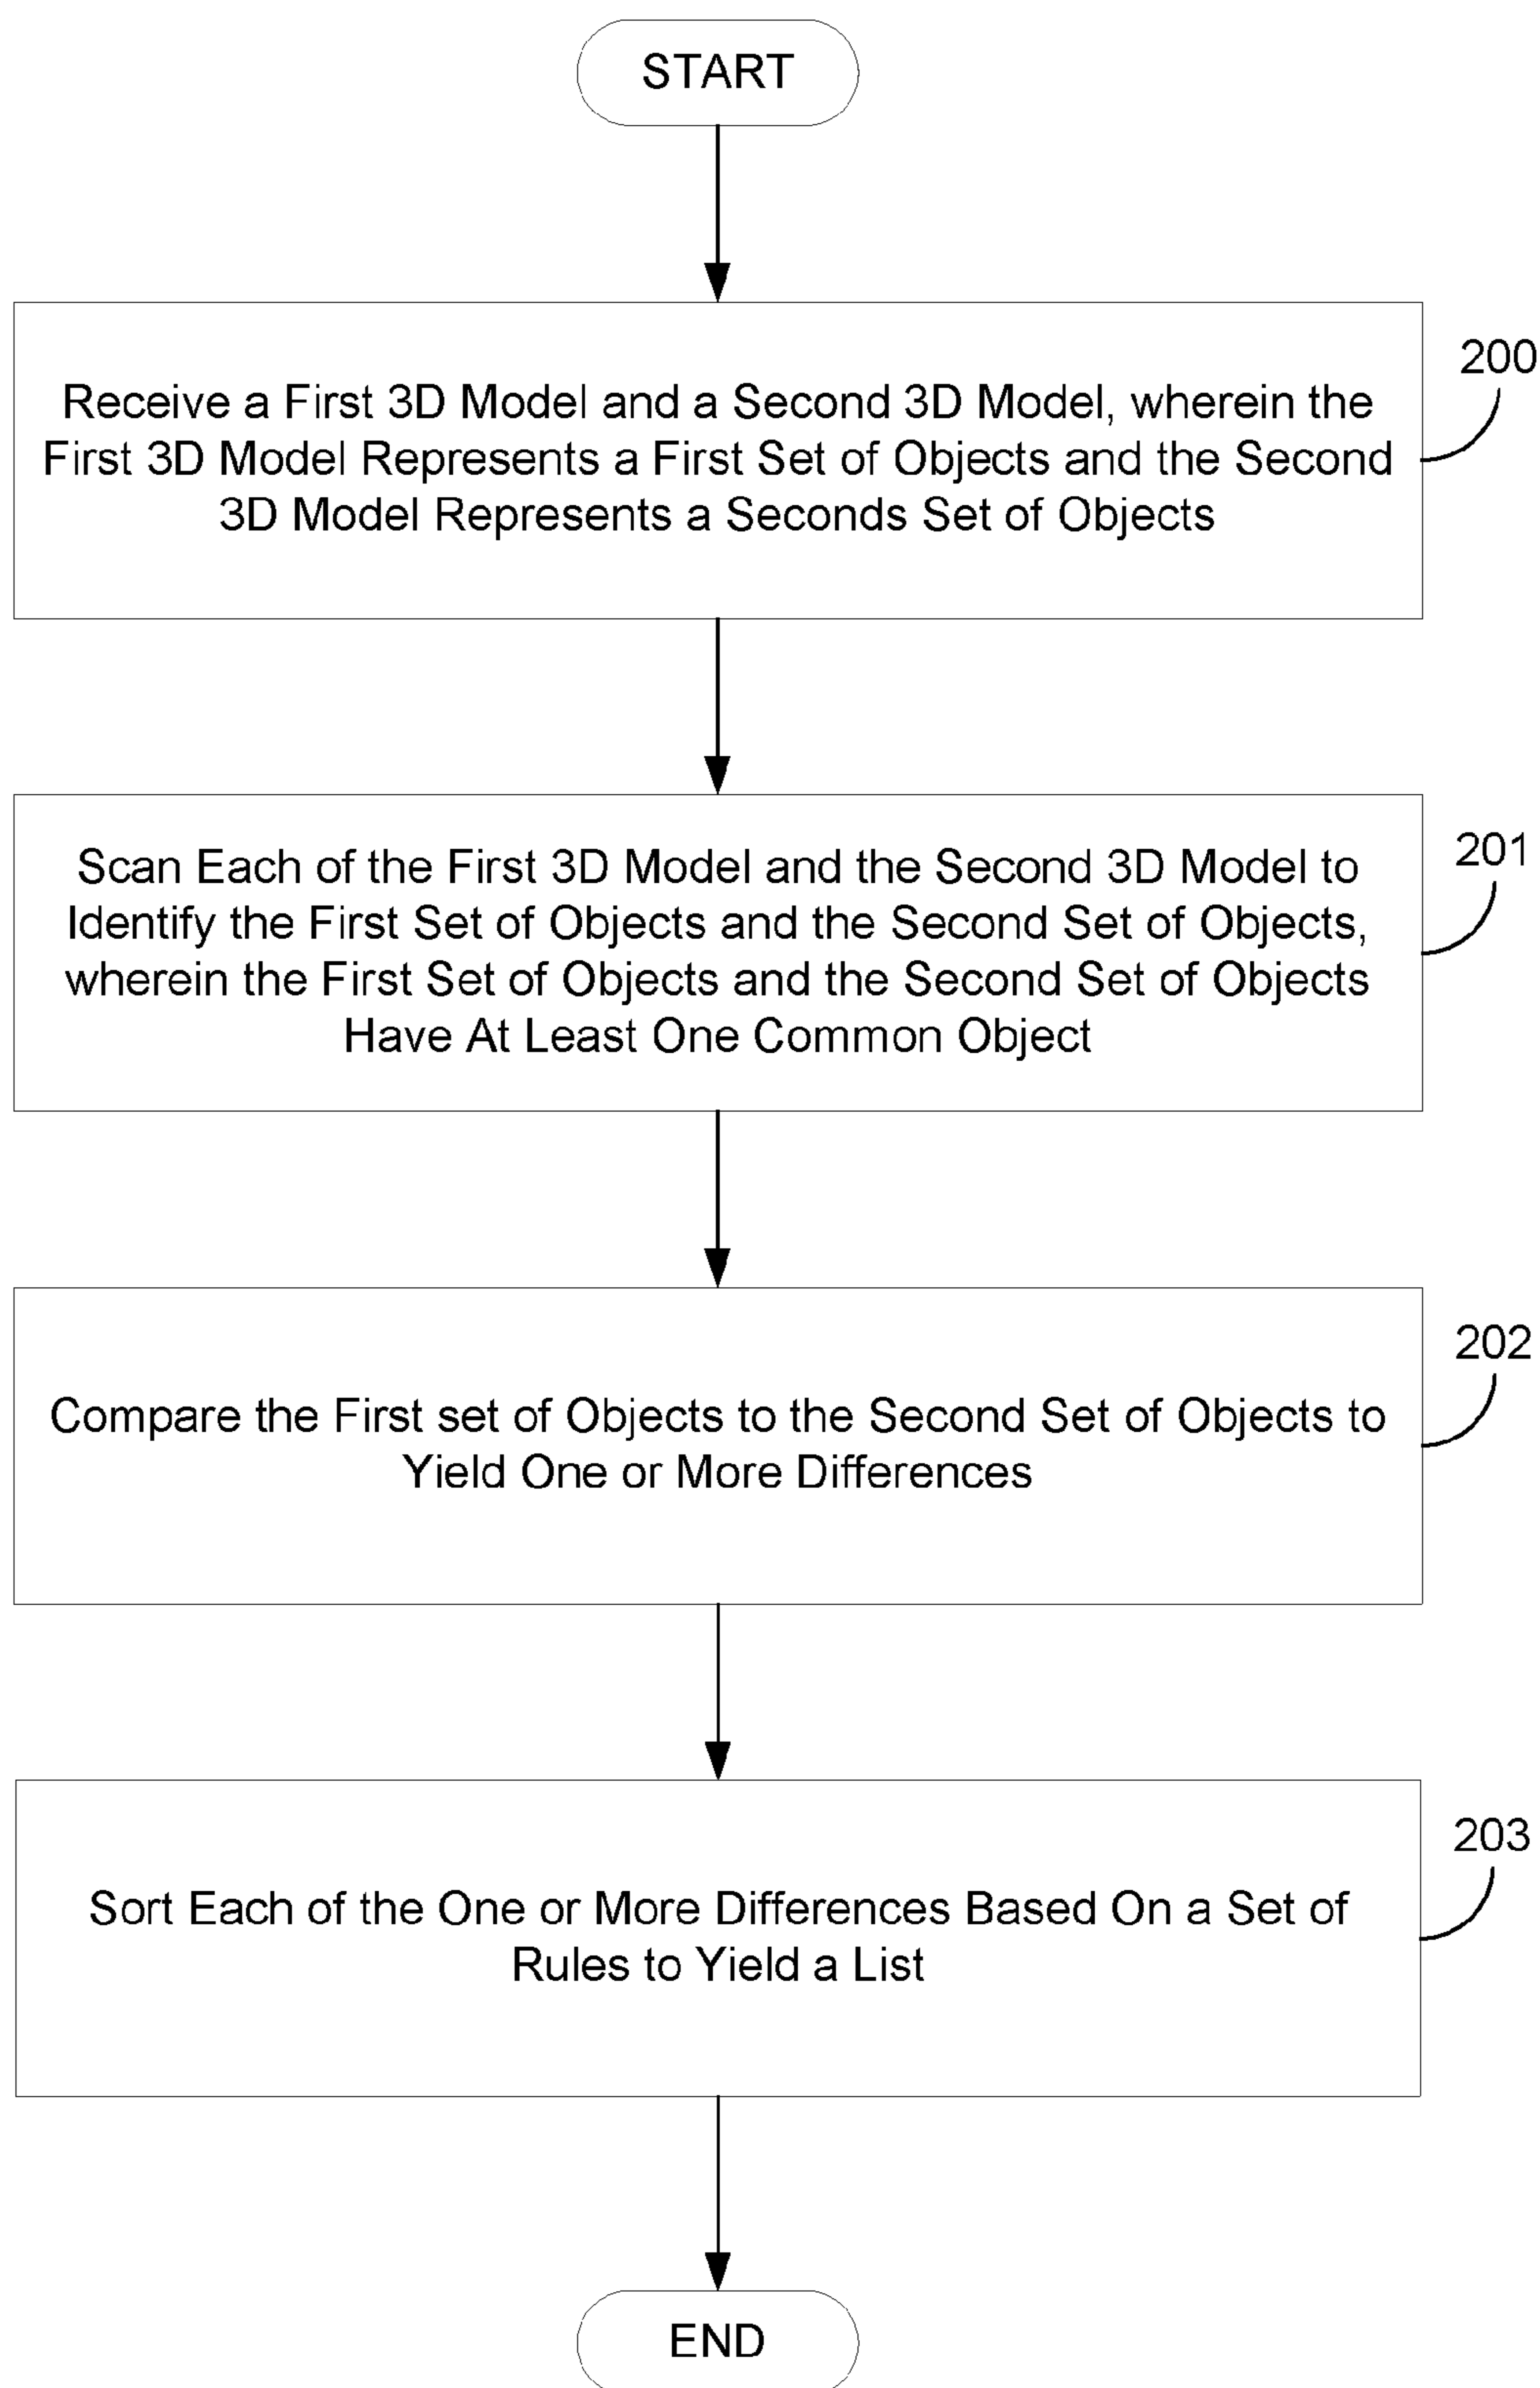 START
Receive a First 3D Model and a Second 3D Model, wherein the
First 3D Model Represents a First Set of Objects and the Second
3D Model Represents a Seconds Set of Objects
200
Scan Each of the First 3D Model and the Second 3D Model to
Identify the First Set of Objects and the Second Set of Objects,
wherein the First Set of Objects and the Second Set of Objects
Have At Least One Common Object
201
Compare the First set of Objects to the Second Set of Objects to
Yield One or More Differences
202
Sort Each of the One or More Differences Based On a Set of
Rules to Yield a List
203
END